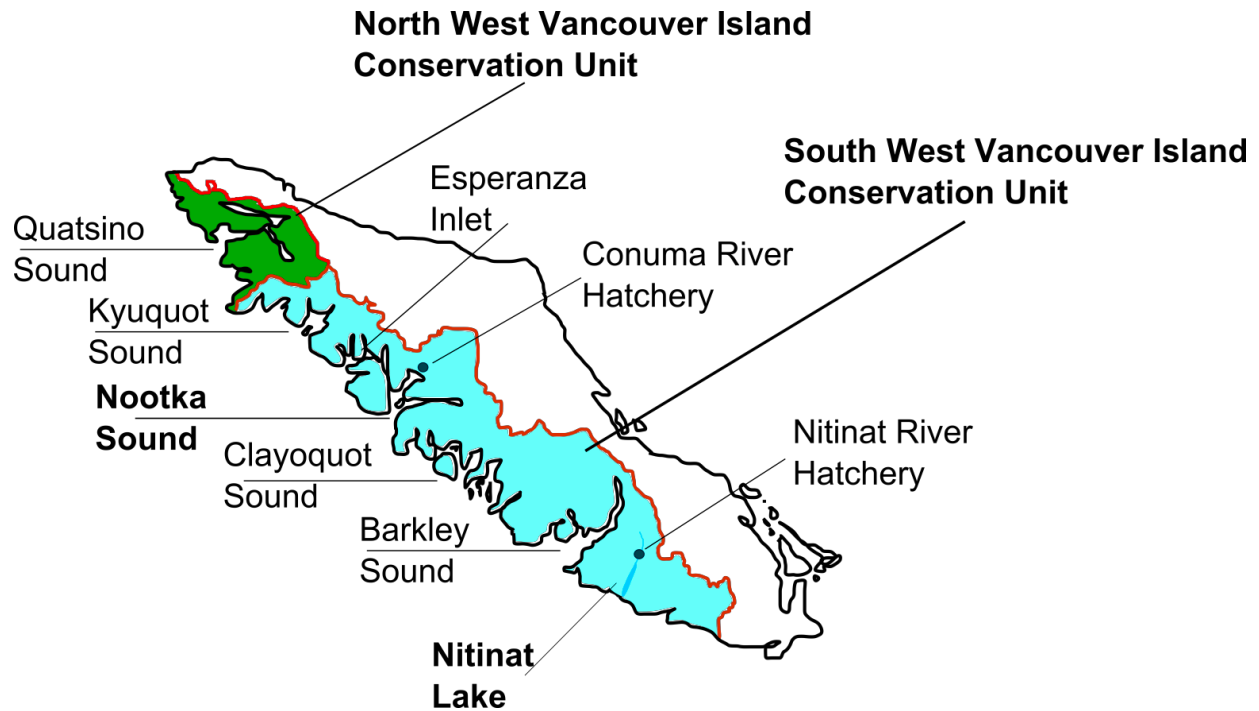 North West Vancouver Island
Conservation Unit
South West Vancouver Island
Conservation Unit
Esperanza
Inlet
Quatsino
Sound
Conuma River
Hatchery
Kyuquot
Sound
Nootka
Sound
Clayoquot
Sound
Nitinat River
Hatchery
Barkley
Sound
Nitinat
Lake